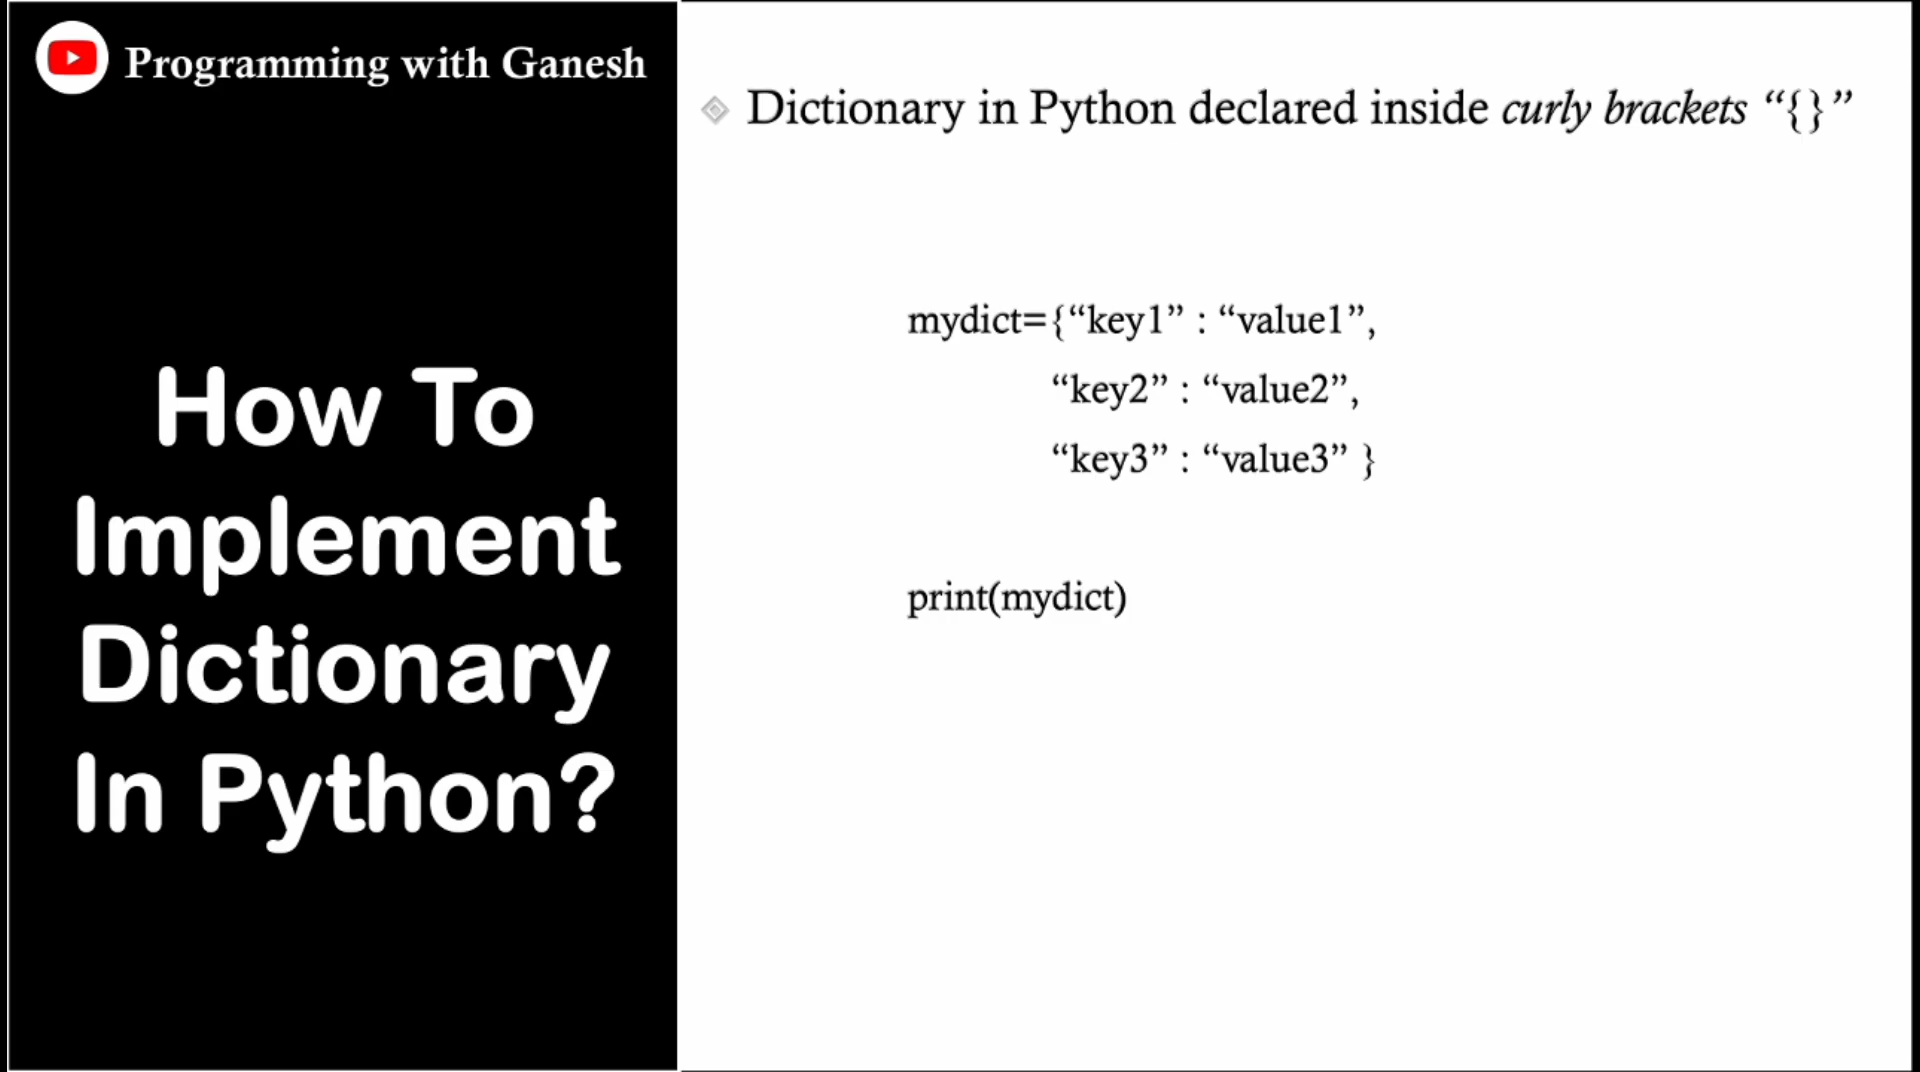 Programming with Ganesh
How To
Implement
Dictionary
In Python?
Dictionary in Python declared inside curly brackets “{}”
mydict={“key1” : “value1”,
“key2” : “value2”,
“key3” : “value3” }
print(mydict)